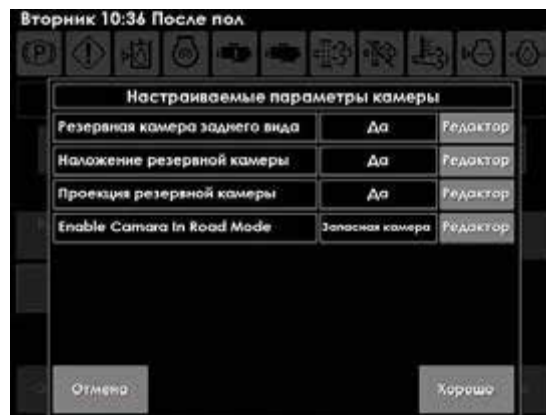 Вторник 10:36 После пол
Настраиваемые параметры камеры
Резервная камера заднего вида Да Редактор
Наложение резервной камеры Да Редактор
Проекция резервной камеры Да Редактор
Enable Camara In Road Mode Запасная камера Редактор
Отмена Хорошо